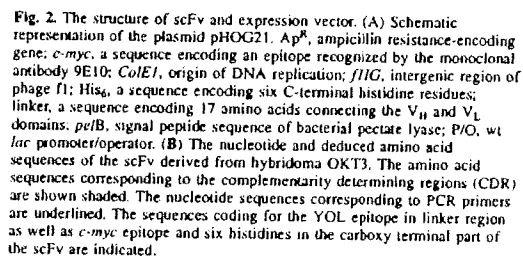 Fig. 2. The structure of scFv and expression vector. (A) Schematic
representation of the plasmid pHOG21. Apᴿ, ampicillin resistance-encoding
gene; c-myc, a sequence encoding an epitope recognized by the monoclonal
antibody 9E10; ColE1, origin of DNA replication; f1IG, intergenic region of
phage f1; His₆, a sequence encoding six C-terminal histidine residues;
linker, a sequence encoding 17 amino acids connecting the V_H and V_L
domains; pelB, signal peptide sequence of bacterial pectate lyase; P/O, wt
lac promoter/operator. (B) The nucleotide and deduced amino acid
sequences of the scFv derived from hybridoma OKT3. The amino acid
sequences corresponding to the complementarity determining regions (CDR)
are shown shaded. The nucleotide sequences corresponding to PCR primers
are underlined. The sequences coding for the YOL epitope in linker region
as well as c-myc epitope and six histidines in the carboxy terminal part of
the scFv are indicated.